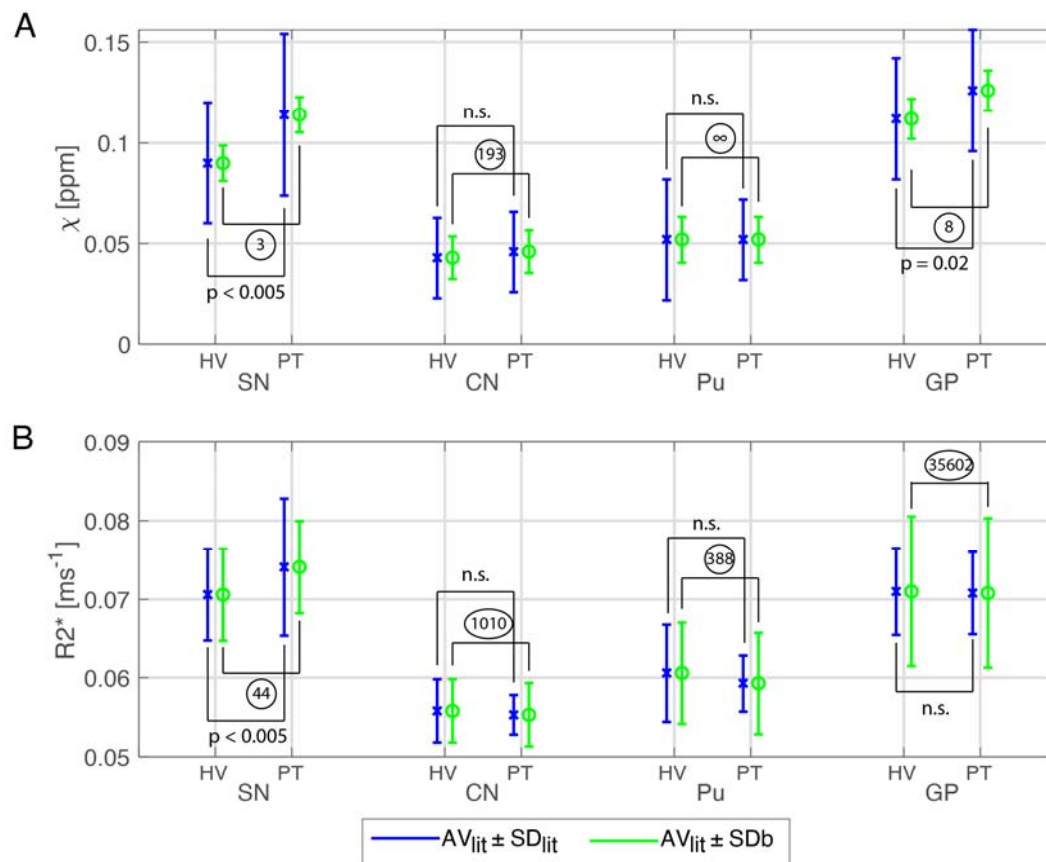 A
0.15
n.s.
n.s.
193
∞
0.1
χ [ppm]
0.05
3
8
p < 0.005
p = 0.02
0
HV PT HV PT HV PT HV PT
SN CN Pu GP
B
0.09
35602
0.08
n.s.
n.s.
388
0.07
R2* [ms⁻¹]
1010
0.06
44
n.s.
p < 0.005
0.05
HV PT HV PT HV PT HV PT
SN CN Pu GP
AVlit ± SDlit AVlit ± SDb